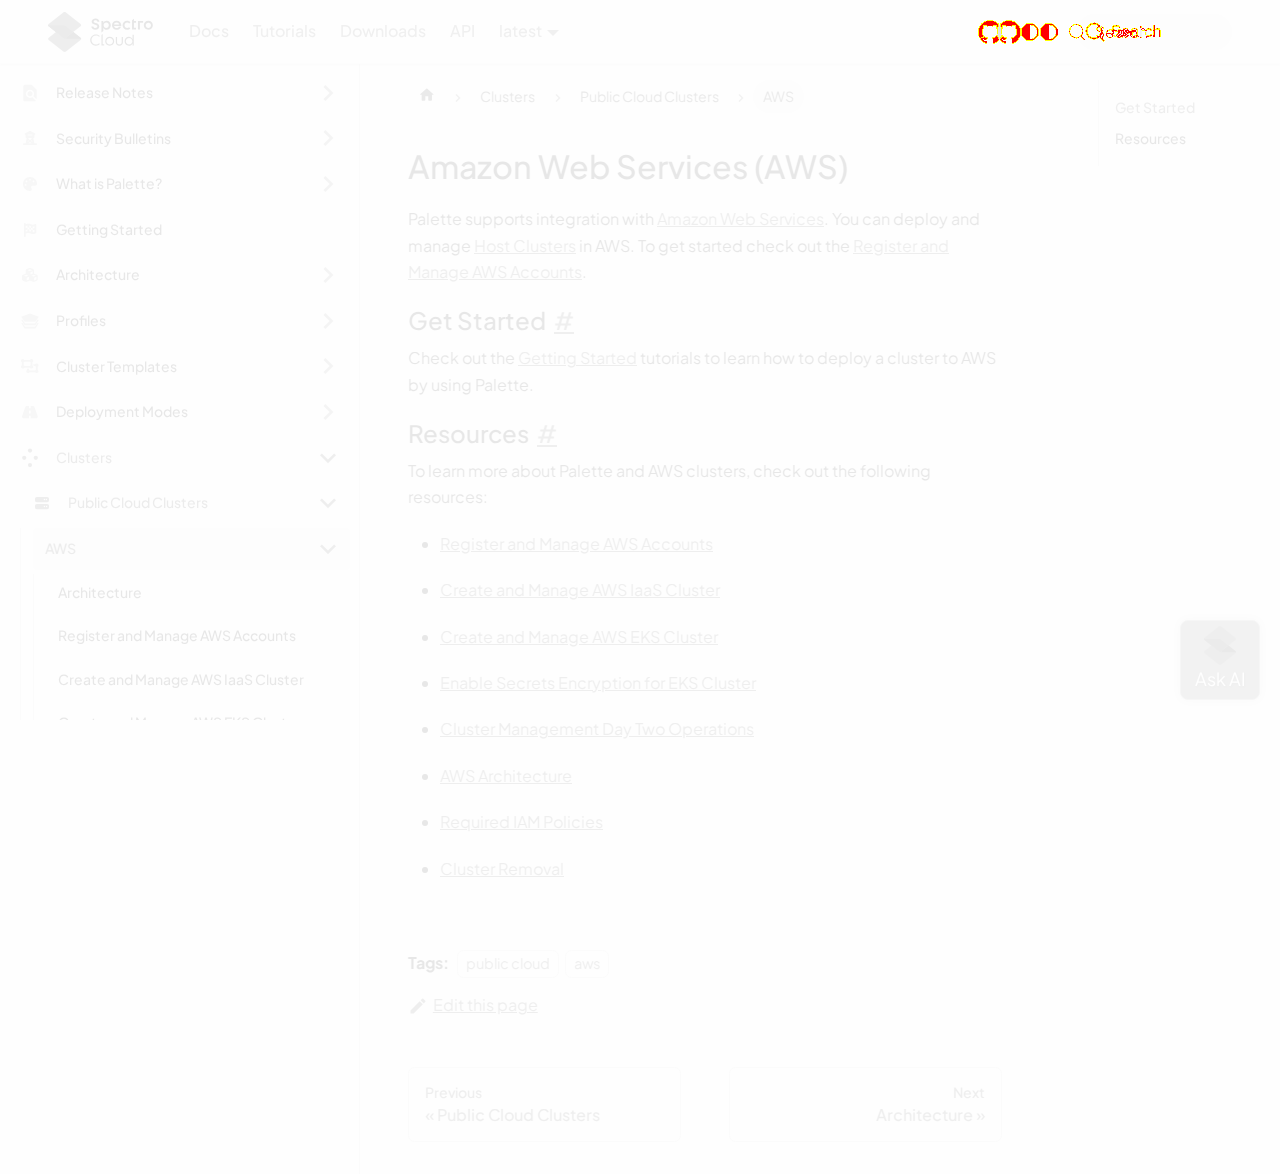 Spectro
Cloud
Docs
Tutorials
Downloads
API
latest
Search
Release Notes
Security Bulletins
What is Palette?
Getting Started
Architecture
Profiles
Cluster Templates
Deployment Modes
Clusters
Public Cloud Clusters
AWS
Architecture
Register and Manage AWS Accounts
Create and Manage AWS IaaS Cluster
Create and Manage AWS EKS Cluster
Clusters
Public Cloud Clusters
AWS
Amazon Web Services (AWS)
Palette supports integration with Amazon Web Services. You can deploy and
manage Host Clusters in AWS. To get started check out the Register and
Manage AWS Accounts.
Get Started #
Check out the Getting Started tutorials to learn how to deploy a cluster to AWS
by using Palette.
Resources #
To learn more about Palette and AWS clusters, check out the following
resources:
Register and Manage AWS Accounts
Create and Manage AWS IaaS Cluster
Create and Manage AWS EKS Cluster
Enable Secrets Encryption for EKS Cluster
Cluster Management Day Two Operations
AWS Architecture
Required IAM Policies
Cluster Removal
Tags: public cloud aws
Edit this page
Previous
« Public Cloud Clusters
Next
Architecture »
Get Started
Resources
Ask AI